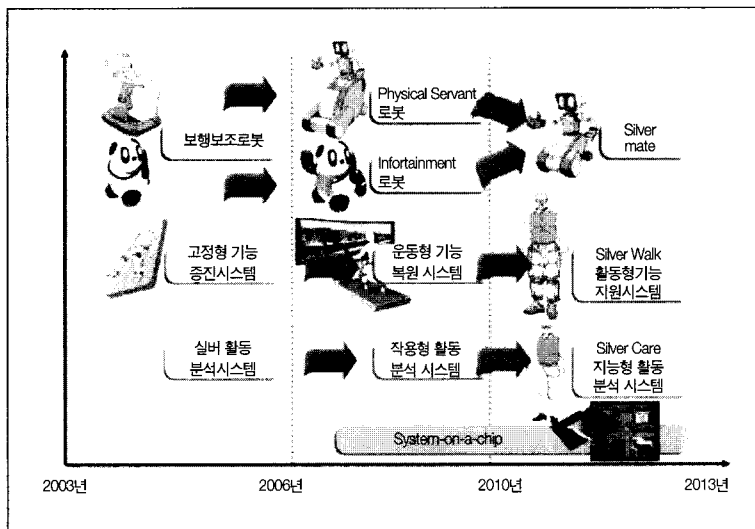 Physical Servant
로봇
보행보조로봇
Silver
mate
Infortainment
로봇
고정형 기능
증진시스템
운동형 기능
복원 시스템
Silver Walk
활동형기능
지원시스템
실버 활동
분석시스템
착용형 활동
분석 시스템
Silver Care
지능형 활동
분석 시스템
System-on-a-chip
2003년
2006년
2010년
2013년